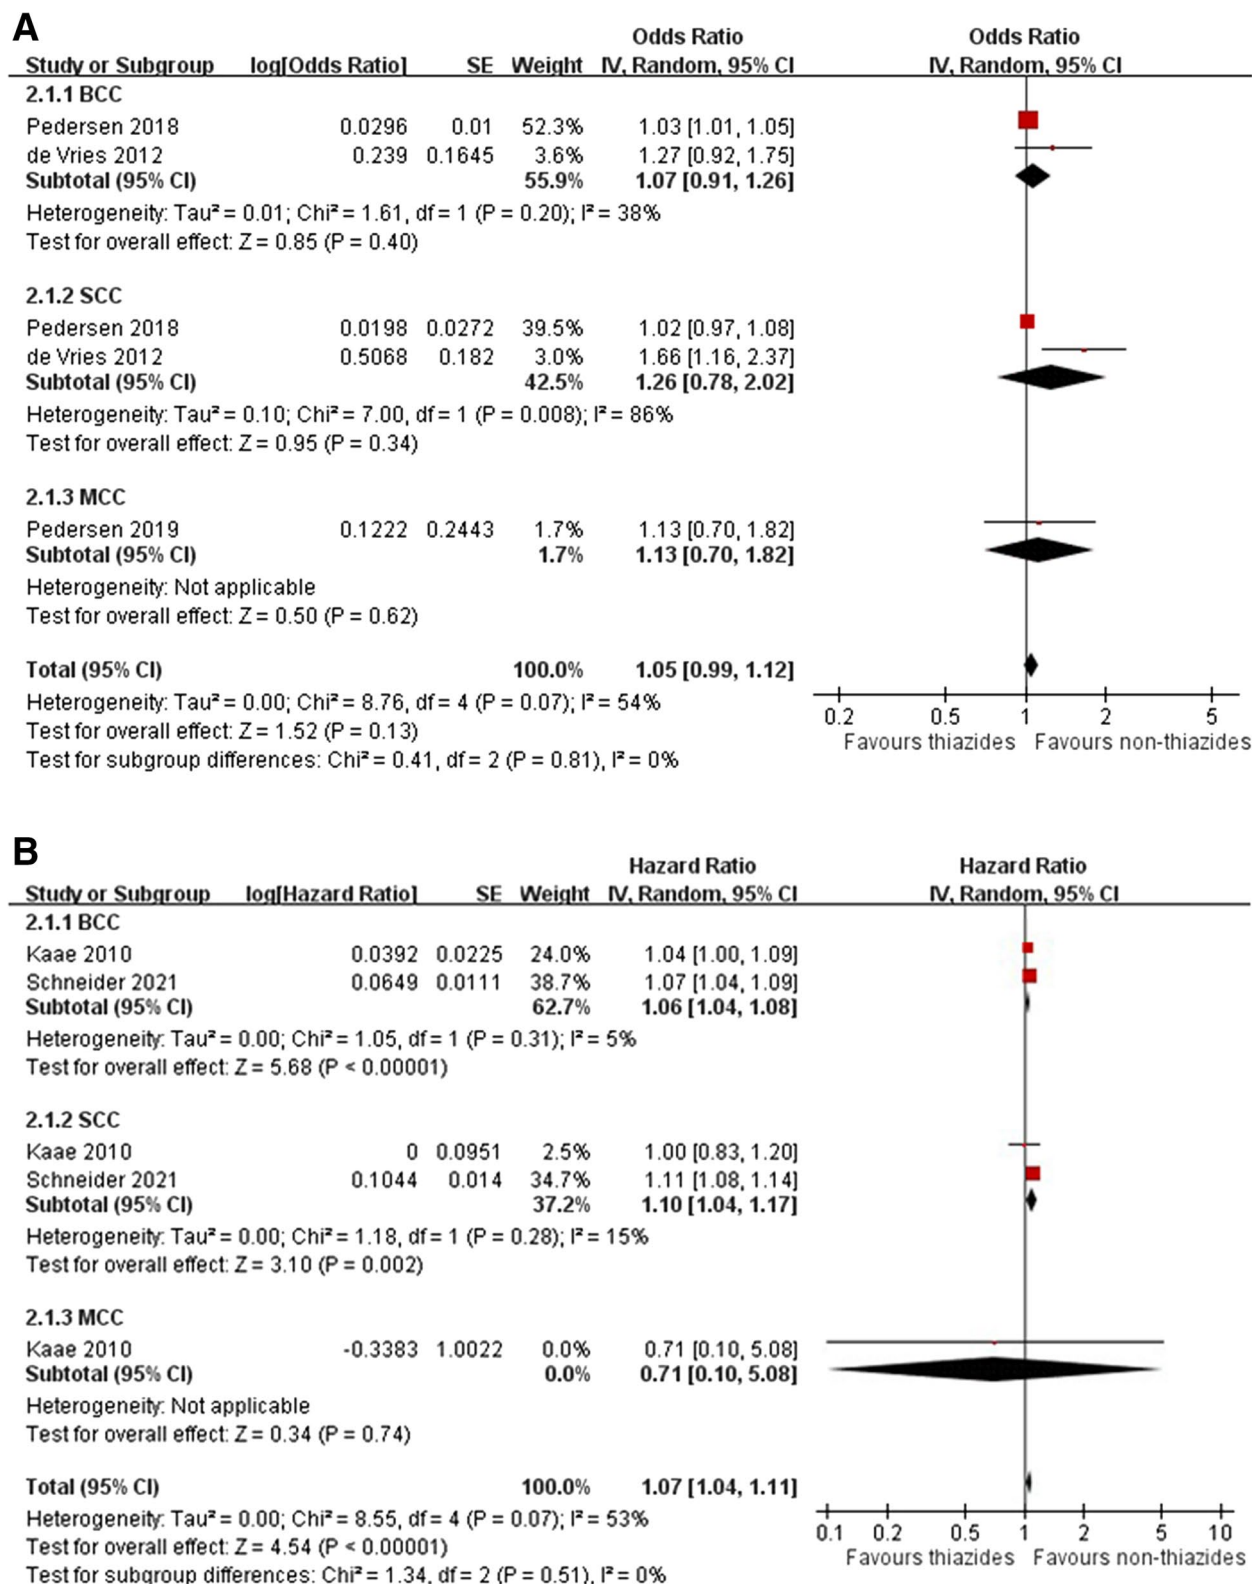 A
Odds Ratio Odds Ratio
Study or Subgroup log[Odds Ratio] SE Weight IV, Random, 95% CI IV, Random, 95% CI
2.1.1 BCC
Pedersen 2018 0.0296 0.01 52.3% 1.03 [1.01, 1.05]
de Vries 2012 0.239 0.1645 3.6% 1.27 [0.92, 1.75]
Subtotal (95% CI) 55.9% 1.07 [0.91, 1.26]
Heterogeneity: Tau² = 0.01; Chi² = 1.61, df = 1 (P = 0.20); I² = 38%
Test for overall effect: Z = 0.85 (P = 0.40)
2.1.2 SCC
Pedersen 2018 0.0198 0.0272 39.5% 1.02 [0.97, 1.08]
de Vries 2012 0.5068 0.182 3.0% 1.66 [1.16, 2.37]
Subtotal (95% CI) 42.5% 1.26 [0.78, 2.02]
Heterogeneity: Tau² = 0.10; Chi² = 7.00, df = 1 (P = 0.008); I² = 86%
Test for overall effect: Z = 0.95 (P = 0.34)
2.1.3 MCC
Pedersen 2019 0.1222 0.2443 1.7% 1.13 [0.70, 1.82]
Subtotal (95% CI) 1.7% 1.13 [0.70, 1.82]
Heterogeneity: Not applicable
Test for overall effect: Z = 0.50 (P = 0.62)
Total (95% CI) 100.0% 1.05 [0.99, 1.12]
Heterogeneity: Tau² = 0.00; Chi² = 8.76, df = 4 (P = 0.07); I² = 54%
Test for overall effect: Z = 1.52 (P = 0.13)
Test for subgroup differences: Chi² = 0.41, df = 2 (P = 0.81), I² = 0%
0.2 0.5 1 2 5
Favours thiazides Favours non-thiazides
B
Hazard Ratio Hazard Ratio
Study or Subgroup log[Hazard Ratio] SE Weight IV, Random, 95% CI IV, Random, 95% CI
2.1.1 BCC
Kaae 2010 0.0392 0.0225 24.0% 1.04 [1.00, 1.09]
Schneider 2021 0.0649 0.0111 38.7% 1.07 [1.04, 1.09]
Subtotal (95% CI) 62.7% 1.06 [1.04, 1.08]
Heterogeneity: Tau² = 0.00; Chi² = 1.05, df = 1 (P = 0.31); I² = 5%
Test for overall effect: Z = 5.68 (P < 0.00001)
2.1.2 SCC
Kaae 2010 0 0.0951 2.5% 1.00 [0.83, 1.20]
Schneider 2021 0.1044 0.014 34.7% 1.11 [1.08, 1.14]
Subtotal (95% CI) 37.2% 1.10 [1.04, 1.17]
Heterogeneity: Tau² = 0.00; Chi² = 1.18, df = 1 (P = 0.28); I² = 15%
Test for overall effect: Z = 3.10 (P = 0.002)
2.1.3 MCC
Kaae 2010 -0.3383 1.0022 0.0% 0.71 [0.10, 5.08]
Subtotal (95% CI) 0.0% 0.71 [0.10, 5.08]
Heterogeneity: Not applicable
Test for overall effect: Z = 0.34 (P = 0.74)
Total (95% CI) 100.0% 1.07 [1.04, 1.11]
Heterogeneity: Tau² = 0.00; Chi² = 8.55, df = 4 (P = 0.07); I² = 53%
Test for overall effect: Z = 4.54 (P < 0.00001)
Test for subgroup differences: Chi² = 1.34, df = 2 (P = 0.51), I² = 0%
0.1 0.2 0.5 1 2 5 10
Favours thiazides Favours non-thiazides